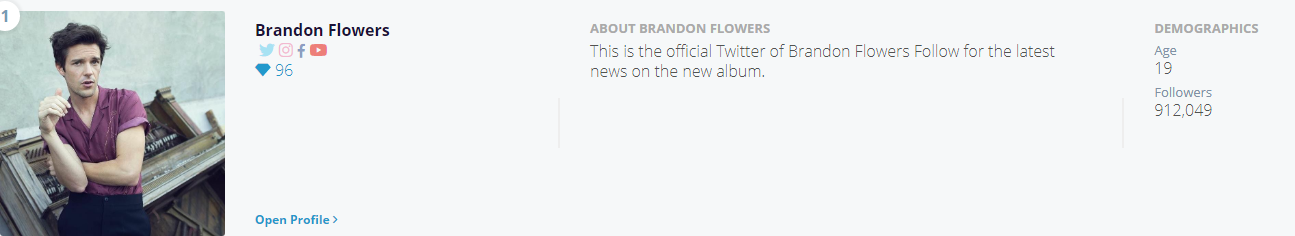 1
Brandon Flowers
96
Open Profile >
ABOUT BRANDON FLOWERS
This is the official Twitter of Brandon Flowers Follow for the latest
news on the new album.
DEMOGRAPHICS
Age
19
Followers
912,049